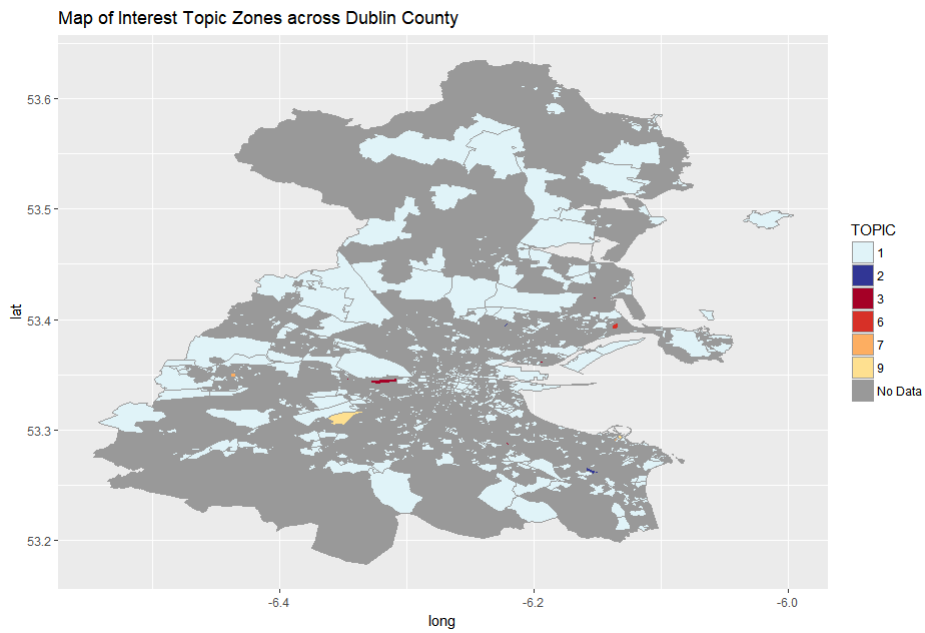 Map of Interest Topic Zones across Dublin County
53.6
53.5
53.4
53.3
53.2
lat
-6.4
-6.2
-6.0
long
TOPIC
1
2
3
6
7
9
No Data